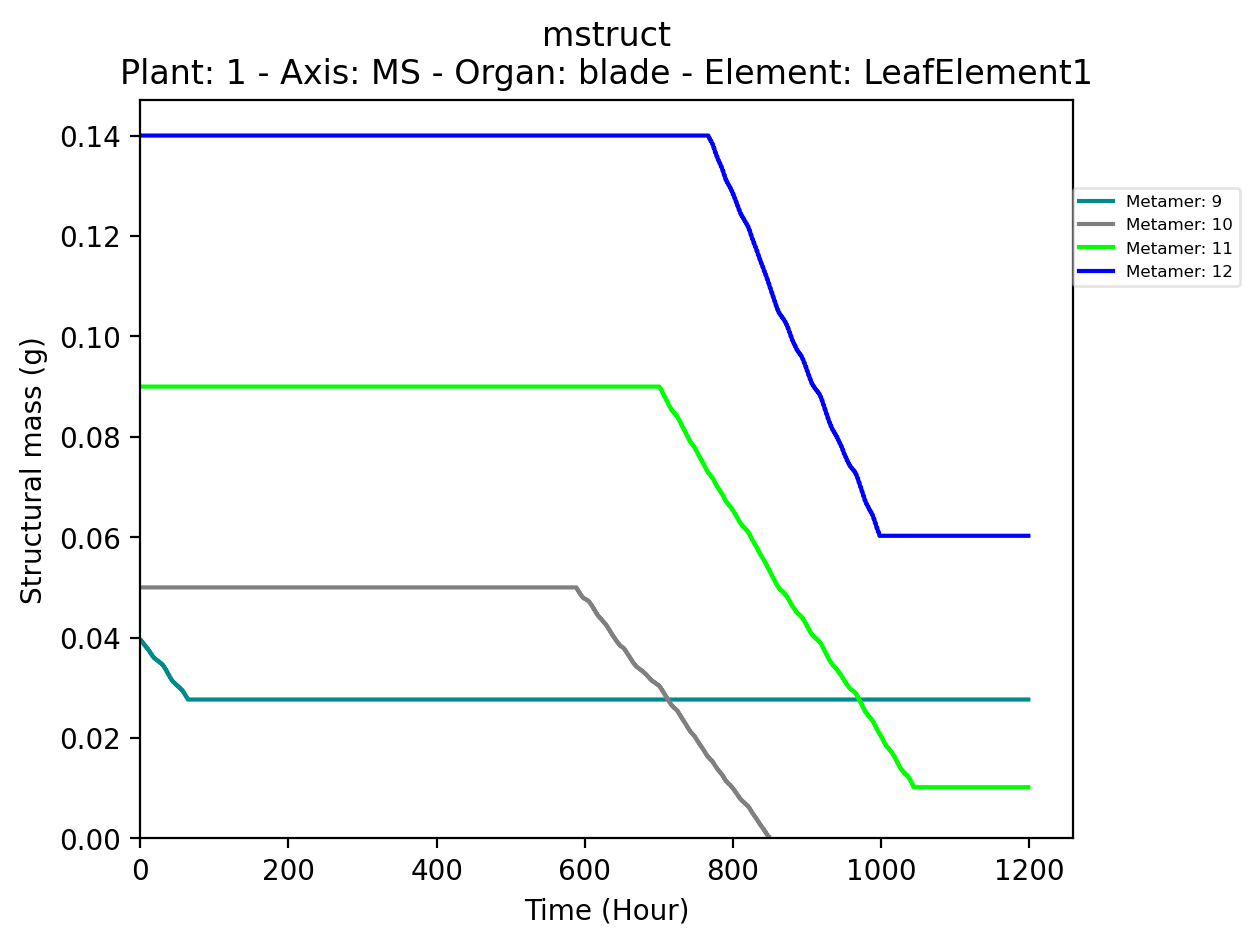 mstruct
Plant: 1 - Axis: MS - Organ: blade - Element: LeafElement1
0.14
0.12
0.10
0.08
0.06
0.04
0.02
0.00
Structural mass (g)
0
200
400
600
800
1000
1200
Time (Hour)
Metamer: 9
Metamer: 10
Metamer: 11
Metamer: 12